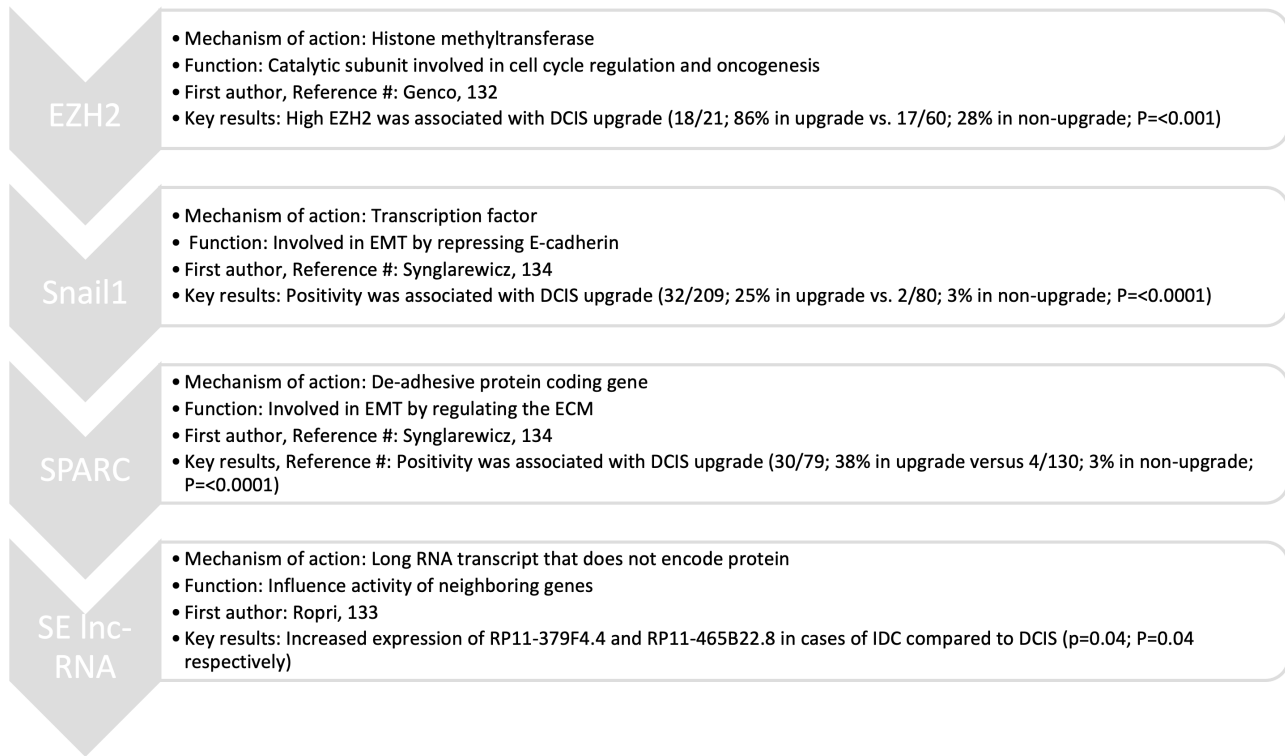 EZH2
• Mechanism of action: Histone methyltransferase
• Function: Catalytic subunit involved in cell cycle regulation and oncogenesis
• First author, Reference #: Genco, 132
• Key results: High EZH2 was associated with DCIS upgrade (18/21; 86% in upgrade vs. 17/60; 28% in non-upgrade; P=<0.001)
Snail1
• Mechanism of action: Transcription factor
• Function: Involved in EMT by repressing E-cadherin
• First author, Reference #: Synglarewicz, 134
• Key results: Positivity was associated with DCIS upgrade (32/209; 25% in upgrade vs. 2/80; 3% in non-upgrade; P=<0.0001)
SPARC
• Mechanism of action: De-adhesive protein coding gene
• Function: Involved in EMT by regulating the ECM
• First author, Reference #: Synglarewicz, 134
• Key results, Reference #: Positivity was associated with DCIS upgrade (30/79; 38% in upgrade versus 4/130; 3% in non-upgrade;
P=<0.0001)
SE lnc-
RNA
• Mechanism of action: Long RNA transcript that does not encode protein
• Function: Influence activity of neighboring genes
• First author: Ropri, 133
• Key results: Increased expression of RP11-379F4.4 and RP11-465B22.8 in cases of IDC compared to DCIS (p=0.04; P=0.04
respectively)